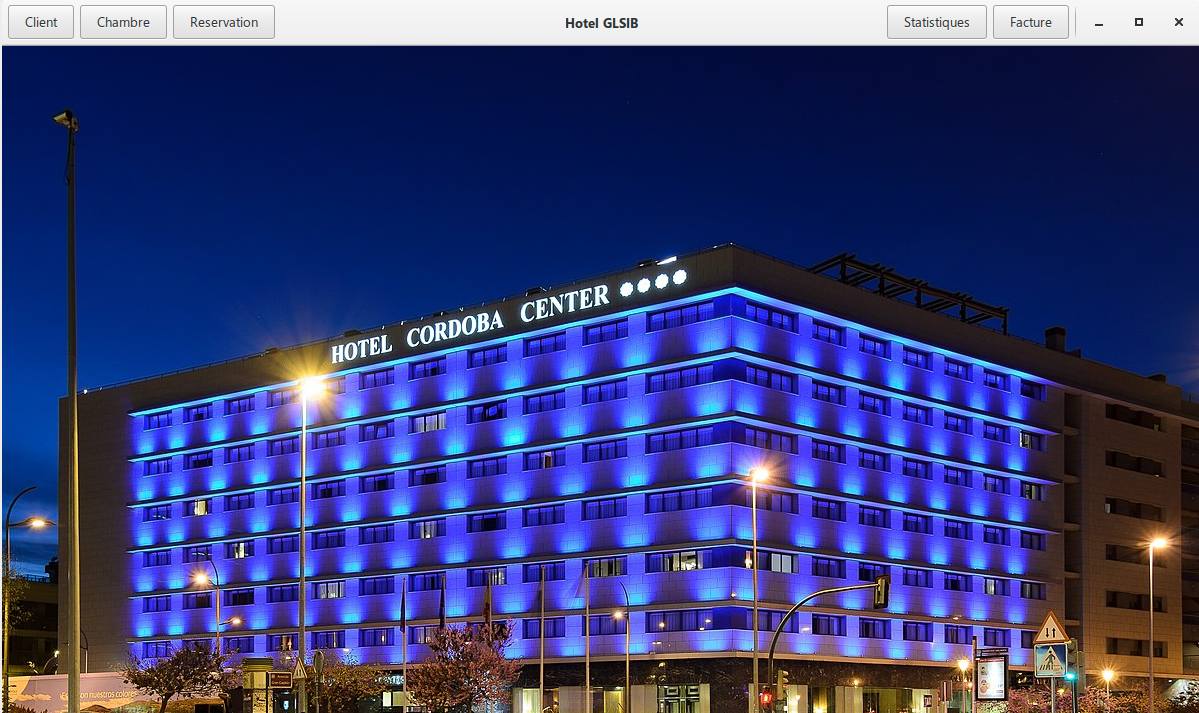 Client Chambre Reservation Hotel GLSIB Statistiques Facture
HOTEL CORDOBA CENTER